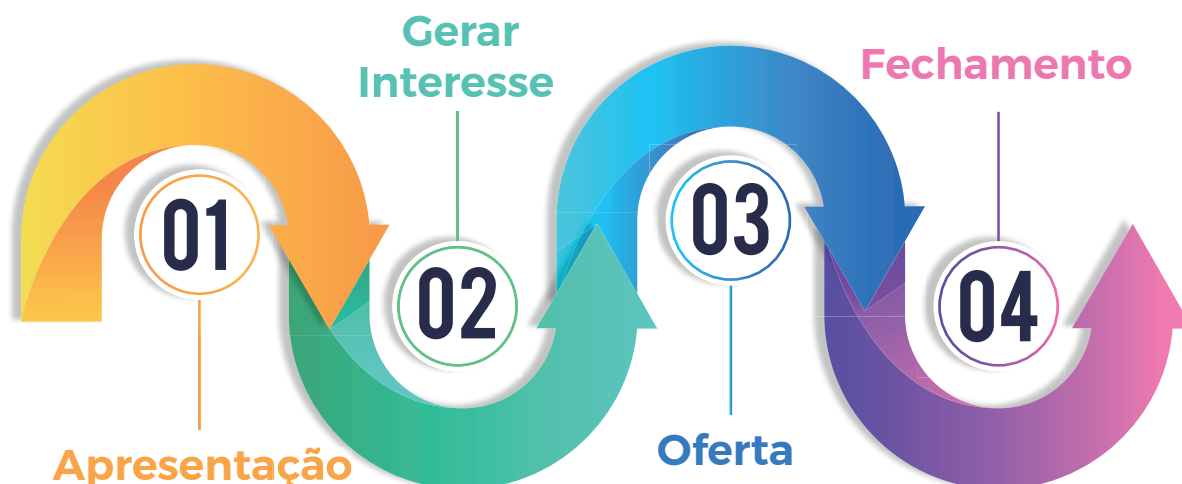 01
Apresentação
Gerar
Interesse
02
03
Oferta
Fechamento
04